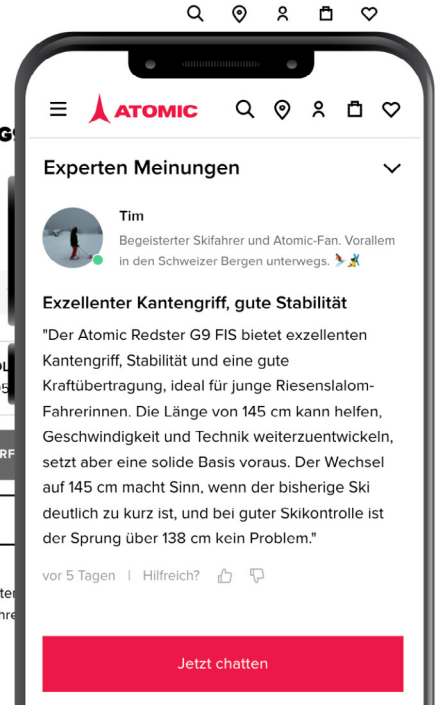 ATOMIC
Experten Meinungen
Tim
Begeisterter Skifahrer und Atomic-Fan. Vorallem
in den Schweizer Bergen unterwegs. ⛷️🤾
Exzellenter Kantengriff, gute Stabilität
"Der Atomic Redster G9 FIS bietet exzellenten
Kantengriff, Stabilität und eine gute
Kraftübertragung, ideal für junge Riesenslalom-
Fahrerinnen. Die Länge von 145 cm kann helfen,
Geschwindigkeit und Technik weiterzuentwickeln,
setzt aber eine solide Basis voraus. Der Wechsel
auf 145 cm macht Sinn, wenn der bisherige Ski
deutlich zu kurz ist, und bei guter Skikontrolle ist
der Sprung über 138 cm kein Problem."
vor 5 Tagen | Hilfreich?
Jetzt chatten